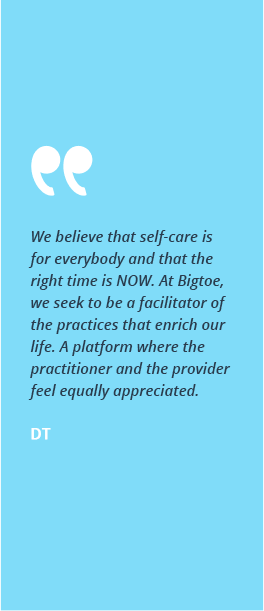 We believe that self-care is
for everybody and that the
right time is NOW. At Bigtoe,
we seek to be a facilitator of
the practices that enrich our
life. A platform where the
practitioner and the provider
feel equally appreciated.
DT